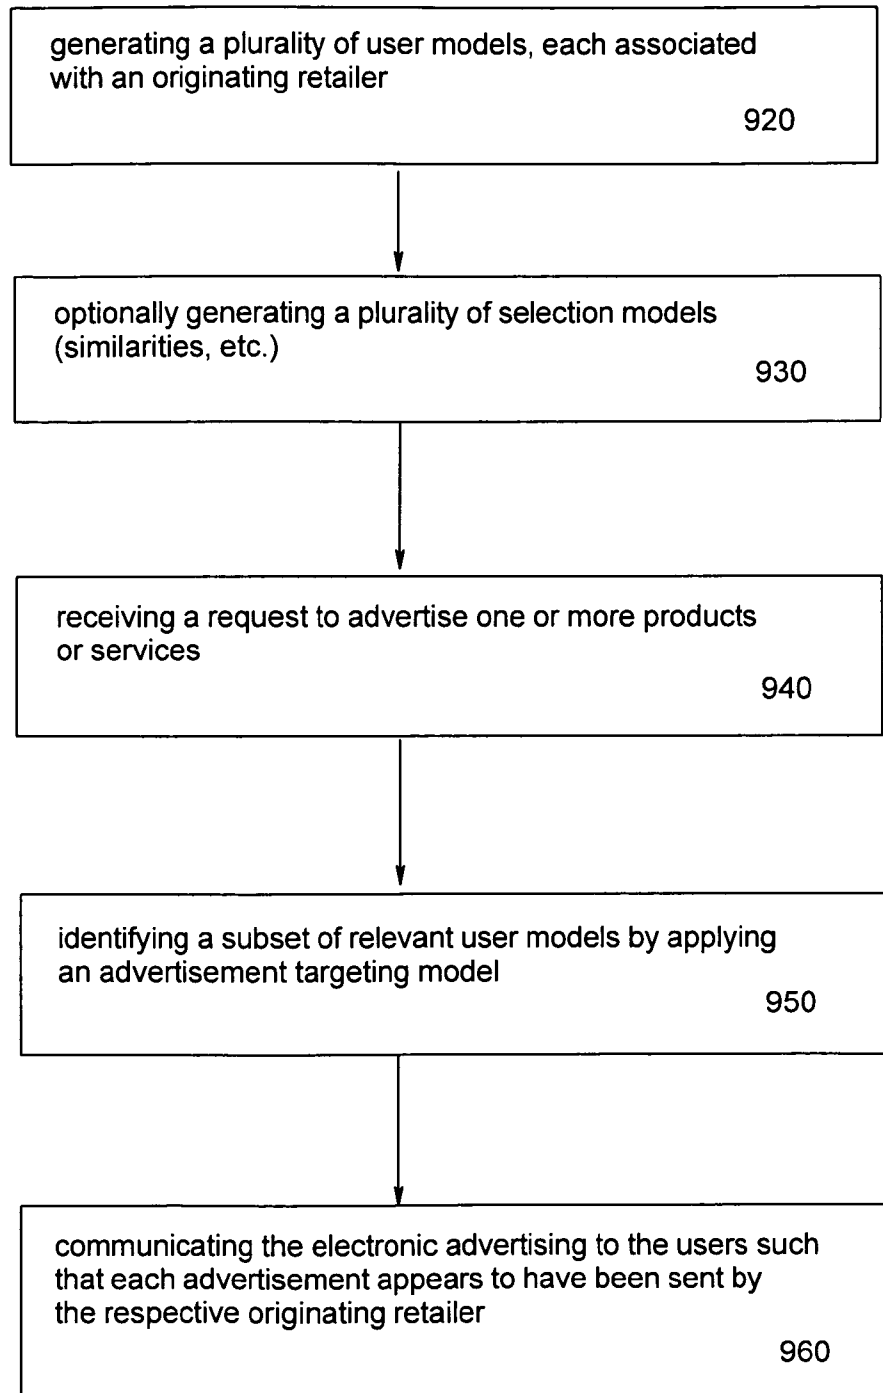 generating a plurality of user models, each associated
with an originating retailer
920
optionally generating a plurality of selection models
(similarities, etc.)
930
receiving a request to advertise one or more products
or services
940
identifying a subset of relevant user models by applying
an advertisement targeting model
950
communicating the electronic advertising to the users such
that each advertisement appears to have been sent by
the respective originating retailer
960